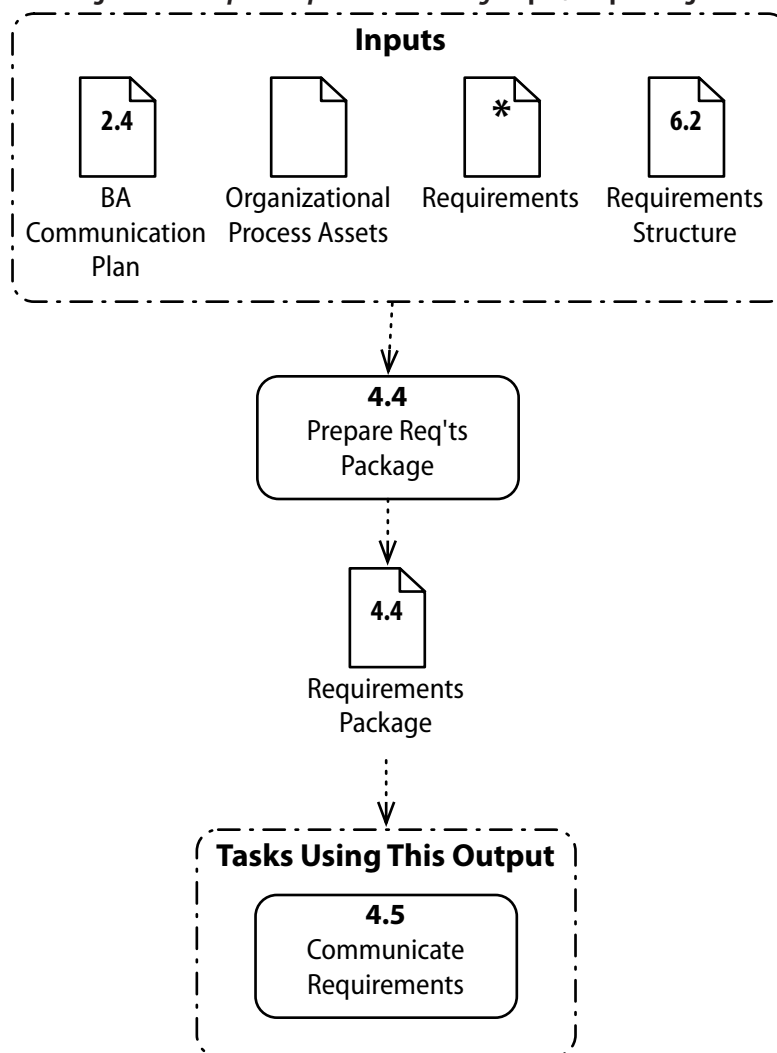 Inputs
2.4
*
6.2
BA
Communication
Plan
Organizational
Process Assets
Requirements
Requirements
Structure
4.4
Prepare Req'ts
Package
4.4
Requirements
Package
Tasks Using This Output
4.5
Communicate
Requirements